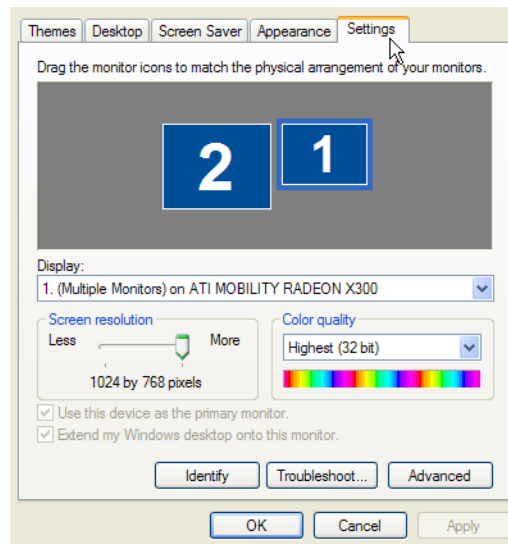 Themes Desktop Screen Saver Appearance Settings
Drag the monitor icons to match the physical arrangement of your monitors.
2 1
Display:
1. (Multiple Monitors) on ATI MOBILITY RADEON X300
Screen resolution
Less More
1024 by 768 pixels
Color quality
Highest (32 bit)
Use this device as the primary monitor.
Extend my Windows desktop onto this monitor.
Identify Troubleshoot... Advanced
OK Cancel Apply